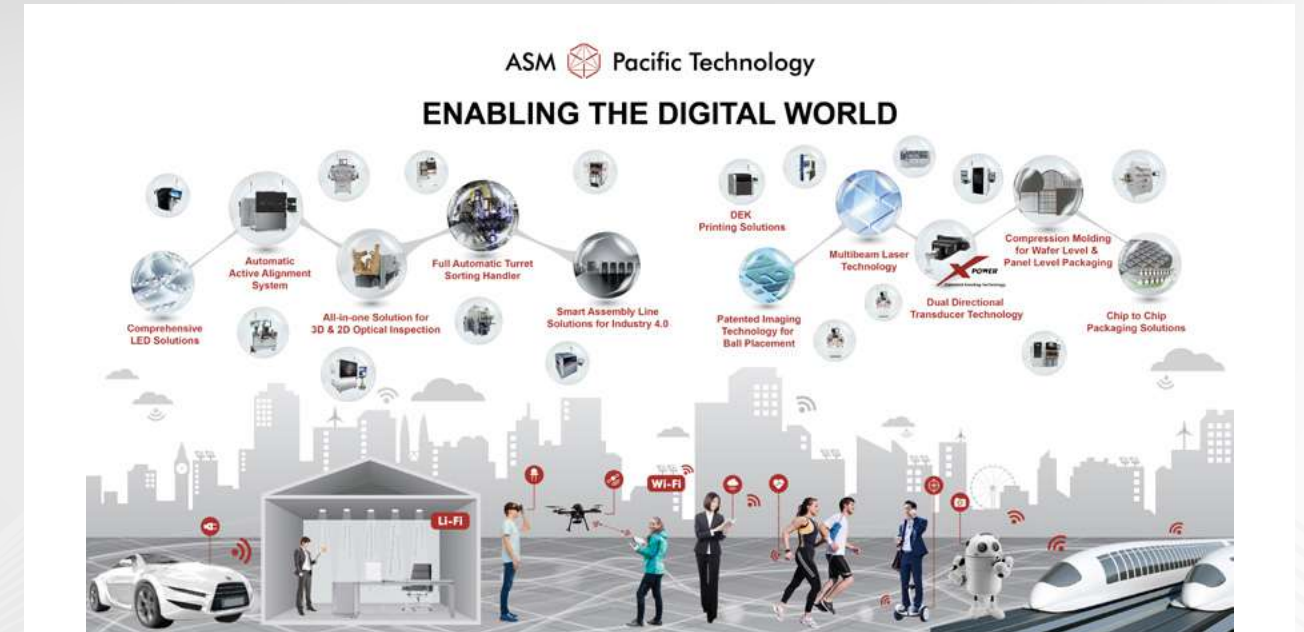 ASM Pacific Technology
ENABLING THE DIGITAL WORLD
Comprehensive
LED Solutions
Automatic
Active Alignment
System
All-in-one Solution for
3D & 2D Optical Inspection
Full Automatic Turret
Sorting Handler
Smart Assembly Line
Solutions for Industry 4.0
DEK
Printing Solutions
Patented Imaging
Technology for
Ball Placement
Multibeam Laser
Technology
X POWER
Dual Directional
Transducer Technology
Compression Molding
for Wafer Level &
Panel Level Packaging
Chip to Chip
Packaging Solutions
Li-Fi
Wi-Fi